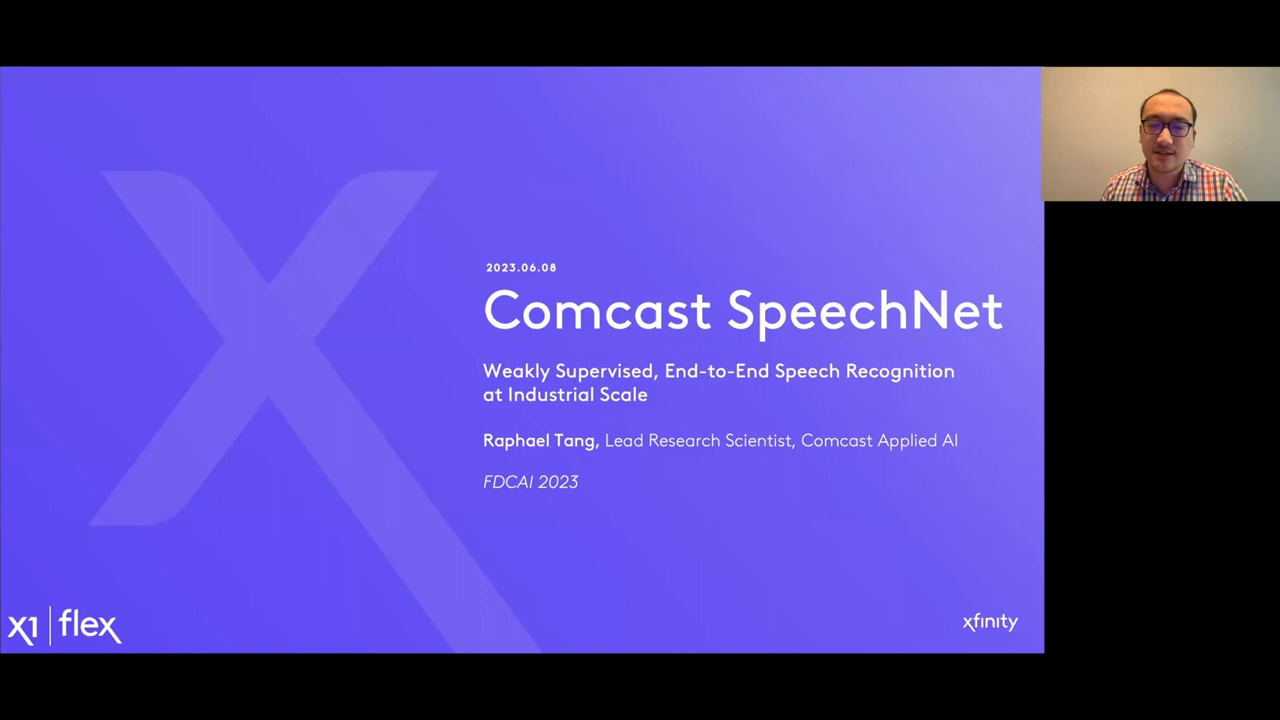 2023.06.08
Comcast SpeechNet
Weakly Supervised, End-to-End Speech Recognition
at Industrial Scale
Raphael Tang, Lead Research Scientist, Comcast Applied AI
FDCAI 2023
x1 | flex
xfinity